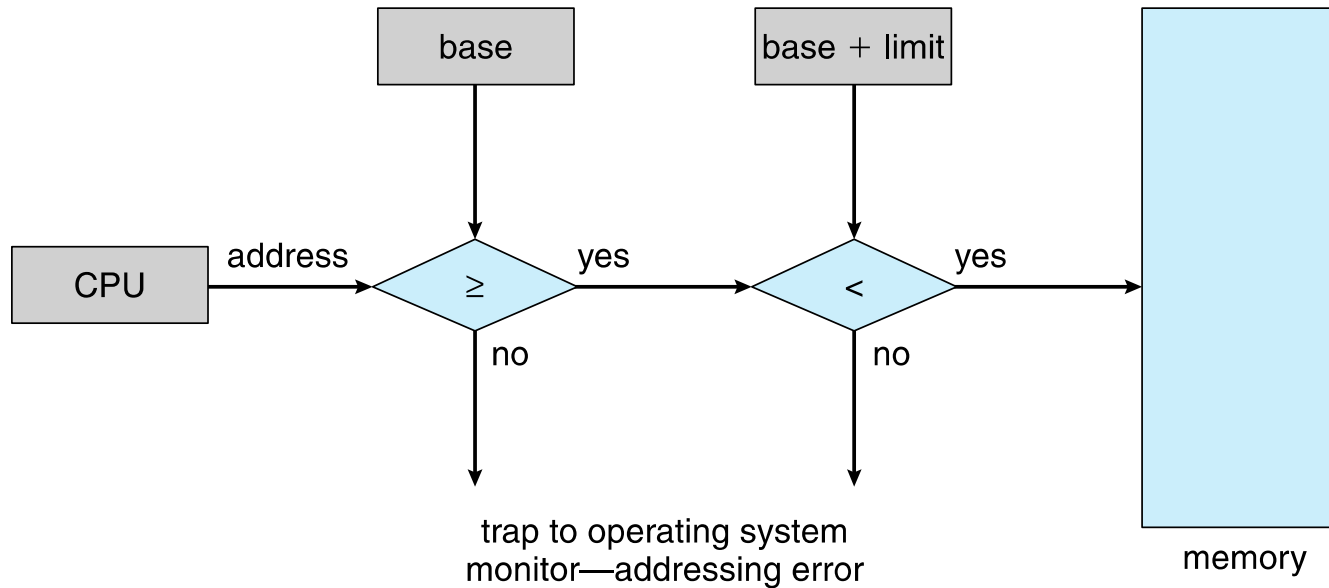 base
base + limit
CPU
address
≥
yes
<
yes
no
no
trap to operating system
monitor—addressing error
memory